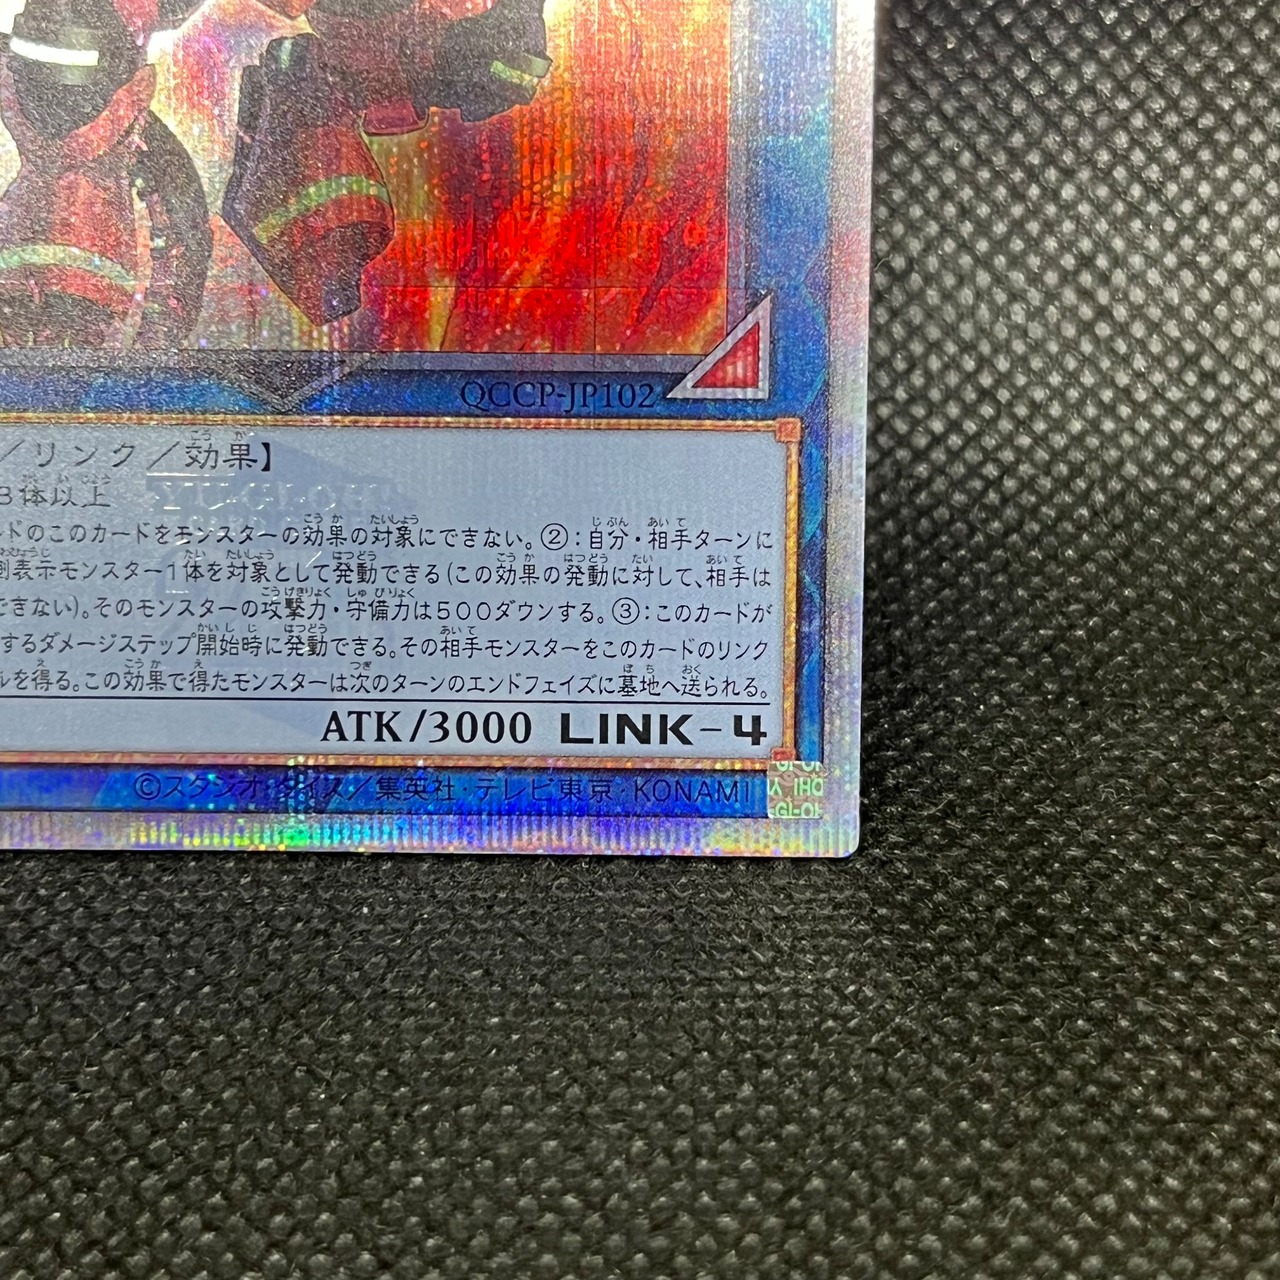 QCCP-JP102
／リンク／効果】
3体以上
ルドのこのカードをモンスターの効果の対象にできない。②：自分・相手ターンに
側表示モンスター1体を対象として発動できる(この効果の発動に対して、相手は
できない)。そのモンスターの攻撃力・守備力は500ダウンする。③：このカードが
するダメージステップ開始時に発動できる。その相手モンスターをこのカードのリンク
ルを得る。この効果で得たモンスターは次のターンのエンドフェイズに墓地へ送られる。
ATK/3000 LINK-4
©スタジオ・ダイス／集英社・テレビ東京・KONAMI